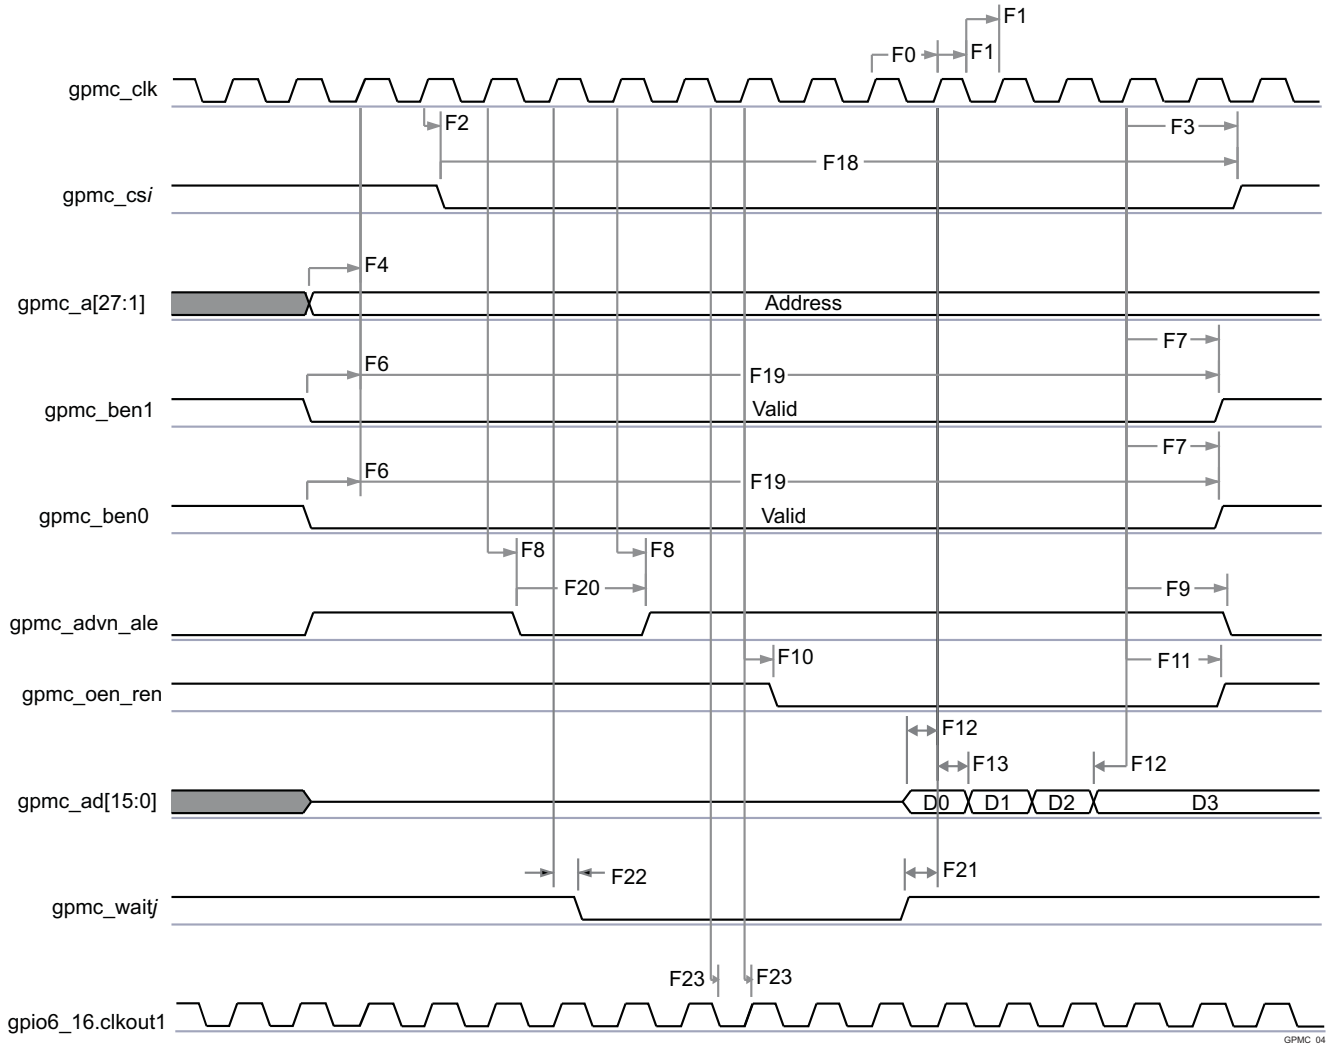 F1
F0 F1
gpmc_clk
F2 F3
F18
gpmc_csi
F4
gpmc_a[27:1] Address
F7
F6 F19
gpmc_ben1 Valid
F7
F6 F19
gpmc_ben0 Valid
F8 F8
F20 F9
gpmc_advn_ale
F10 F11
gpmc_oen_ren
F12
F13 F12
gpmc_ad[15:0] D0 D1 D2 D3
F22 F21
gpmc_waitj
F23 F23
gpio6_16.clkout1
GPMC_04